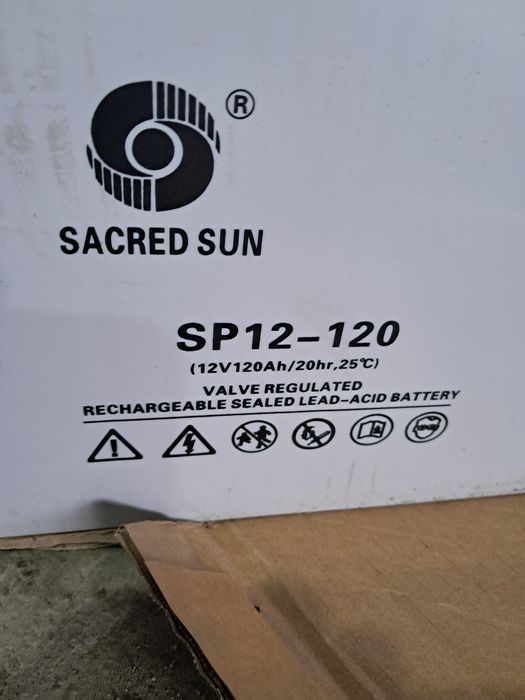 ®
SACRED SUN
SP12-120
(12V120Ah/20hr,25℃)
VALVE REGULATED
RECHARGEABLE SEALED LEAD-ACID BATTERY